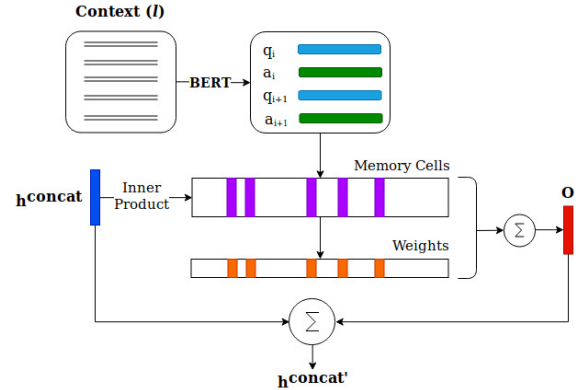 Context (l)
BERT
qᵢ
aᵢ
qᵢ₊₁
aᵢ₊₁
Memory Cells
hconcat
Inner
Product
O
Σ
Weights
Σ
hconcat'